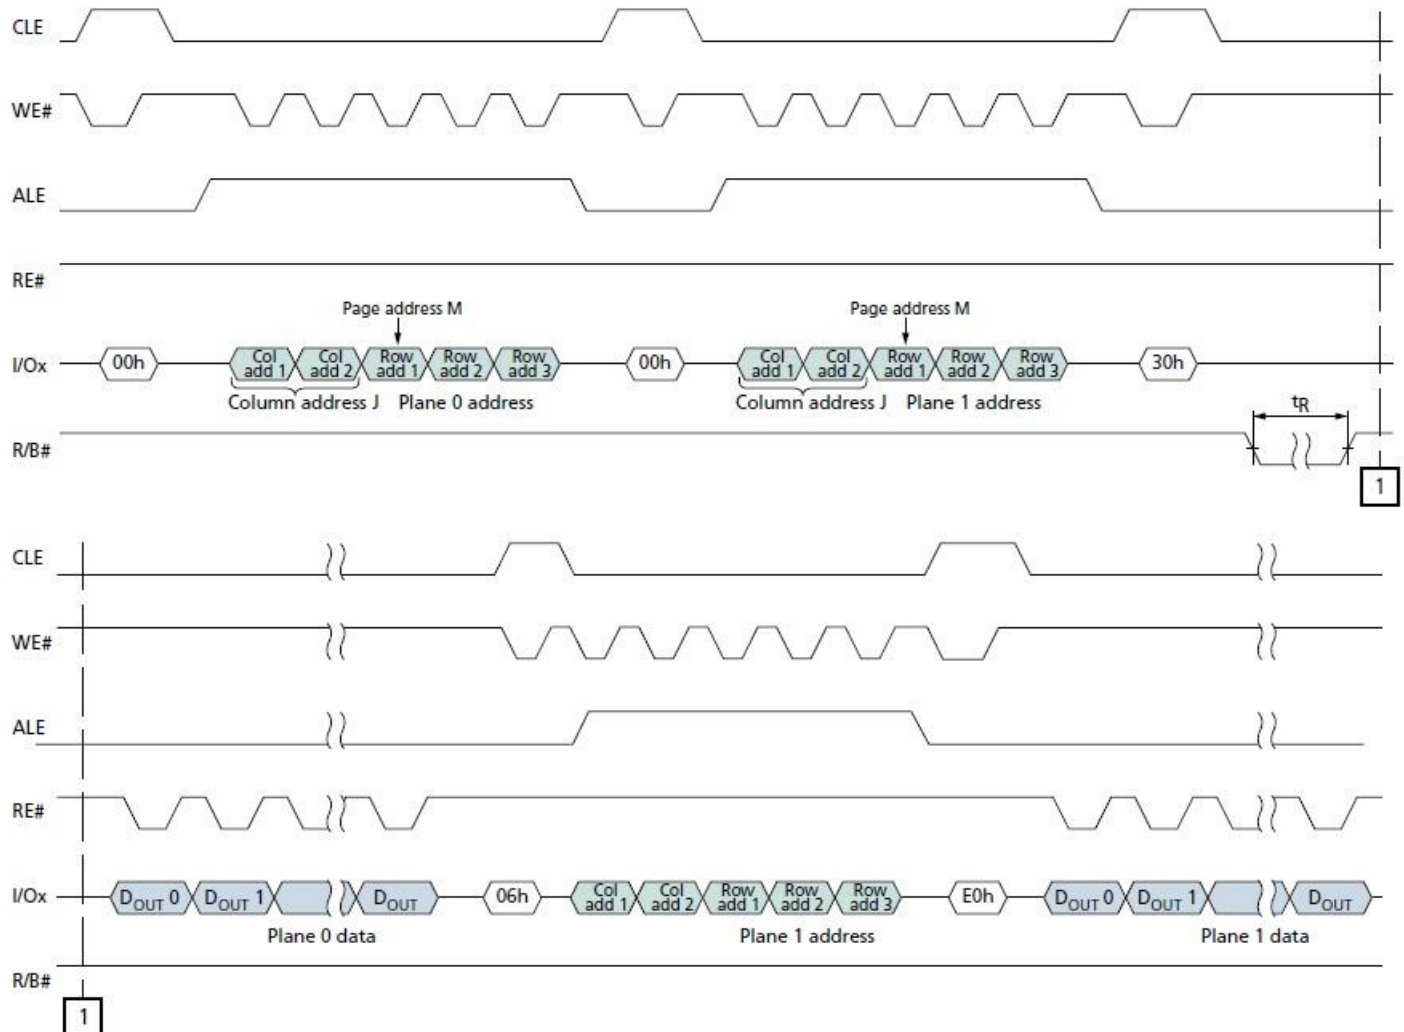 CLE
WE#
ALE
RE#
Page address M Page address M
I/Ox 00h Col add 1 Col add 2 Row add 1 Row add 2 Row add 3 00h Col add 1 Col add 2 Row add 1 Row add 2 Row add 3 30h
Column address J Plane 0 address Column address J Plane 1 address
tR
R/B#
1
CLE
WE#
ALE
RE#
I/Ox DOUT 0 DOUT 1 DOUT 06h Col add 1 Col add 2 Row add 1 Row add 2 Row add 3 E0h DOUT 0 DOUT 1 DOUT
Plane 0 data Plane 1 address Plane 1 data
R/B#
1